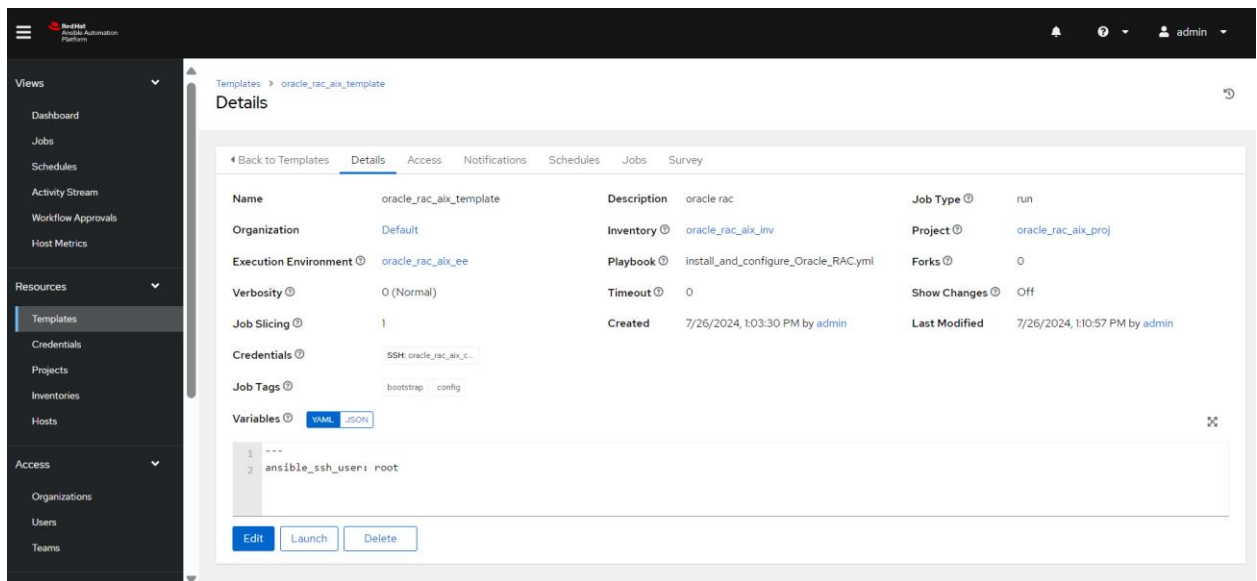 RedHat
Ansible Automation
Platform
admin
Views
Dashboard
Jobs
Schedules
Activity Stream
Workflow Approvals
Host Metrics
Resources
Templates
Credentials
Projects
Inventories
Hosts
Access
Organizations
Users
Teams
Templates > oracle_rac_aix_template
Details
Back to Templates Details Access Notifications Schedules Jobs Survey
Name oracle_rac_aix_template Description oracle rac Job Type run
Organization Default Inventory oracle_rac_aix_inv Project oracle_rac_aix_proj
Execution Environment oracle_rac_aix_ee Playbook install_and_configure_Oracle_RAC.yml Forks 0
Verbosity 0 (Normal) Timeout 0 Show Changes Off
Job Slicing 1 Created 7/26/2024, 1:03:30 PM by admin Last Modified 7/26/2024, 1:10:57 PM by admin
Credentials SSH: oracle_rac_aix_c...
Job Tags bootstrap config
Variables YAML JSON
1 ---
2 ansible_ssh_user: root
Edit Launch Delete